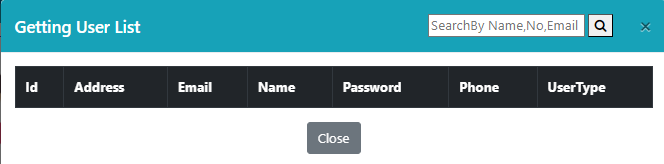 Getting User List SearchBy Name,No,Email ×
Id Address Email Name Password Phone UserType
Close